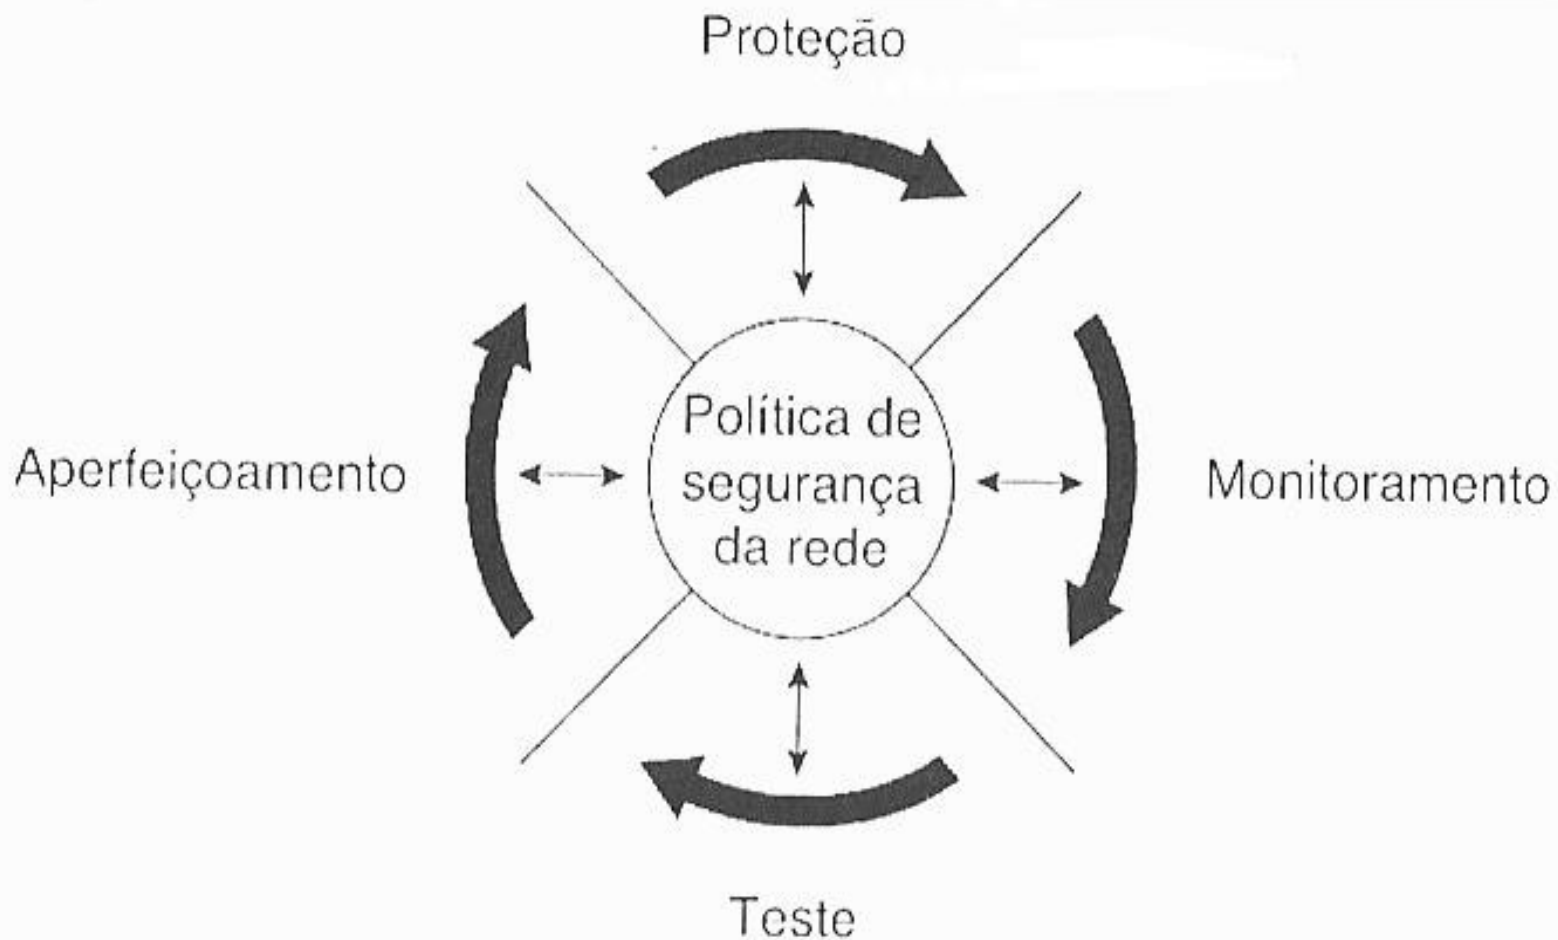 Proteção
Política de
segurança
da rede
Aperfeiçoamento
Monitoramento
Teste